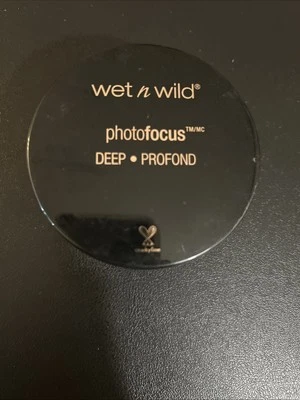 wet n wild®
photofocus™/MC
DEEP • PROFOND